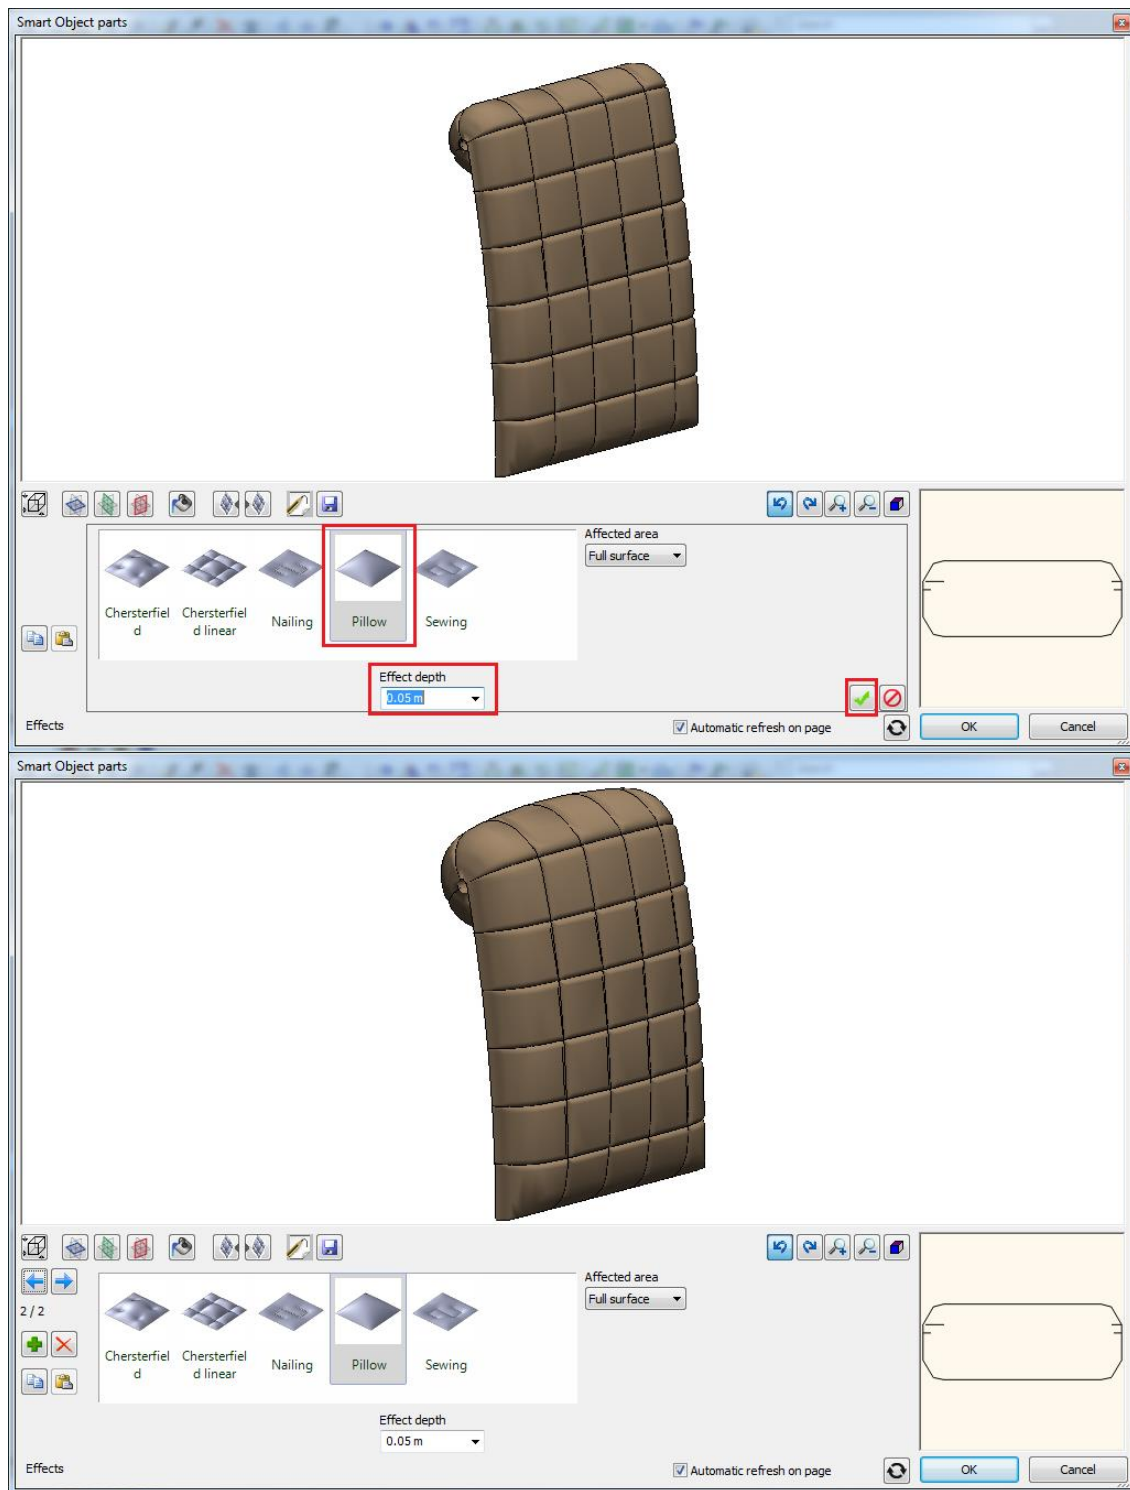 Smart Object parts
Affected area
Full surface
Chersterfiel
d
Chersterfiel
d linear
Nailing
Pillow
Sewing
Effect depth
0.05 m
Effects
Automatic refresh on page
OK
Cancel
Smart Object parts
Affected area
Full surface
2 / 2
Chersterfiel
d
Chersterfiel
d linear
Nailing
Pillow
Sewing
Effect depth
0.05 m
Effects
Automatic refresh on page
OK
Cancel